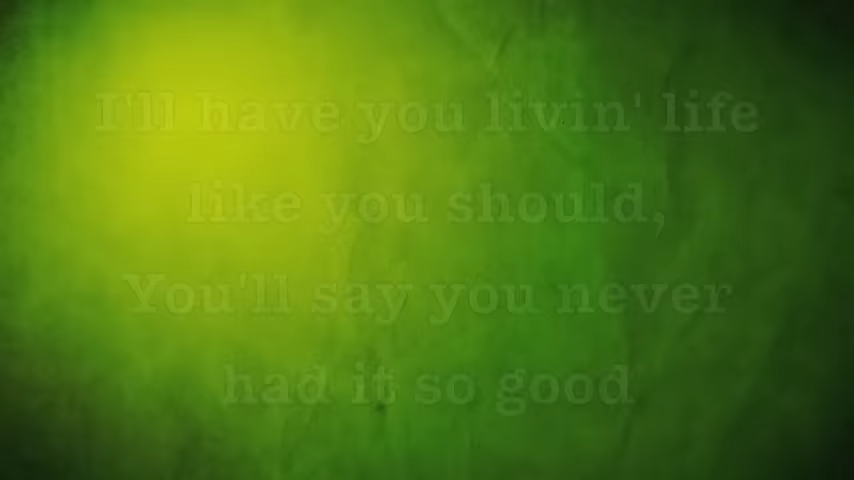 I'll have you livin' life
like you should,
You'll say you never
had it so good